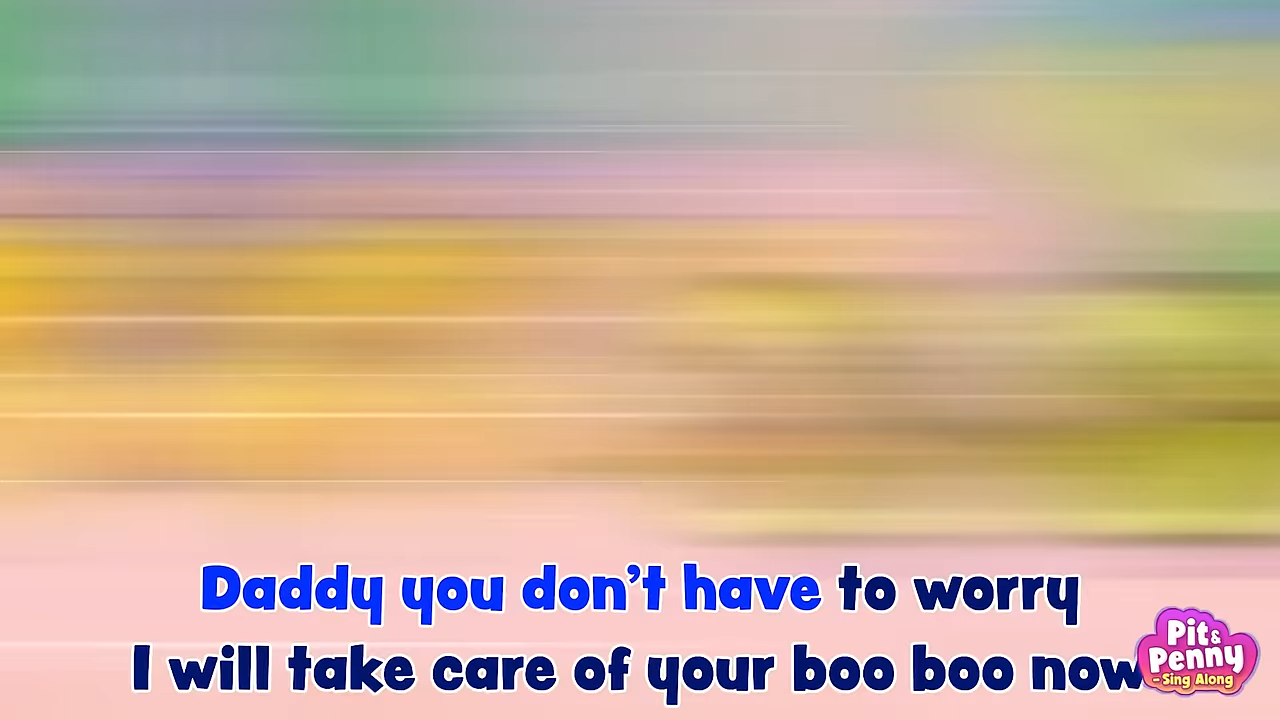 Daddy you don't have to worry
I will take care of your boo boo now
Pit &
Penny
- Sing Along